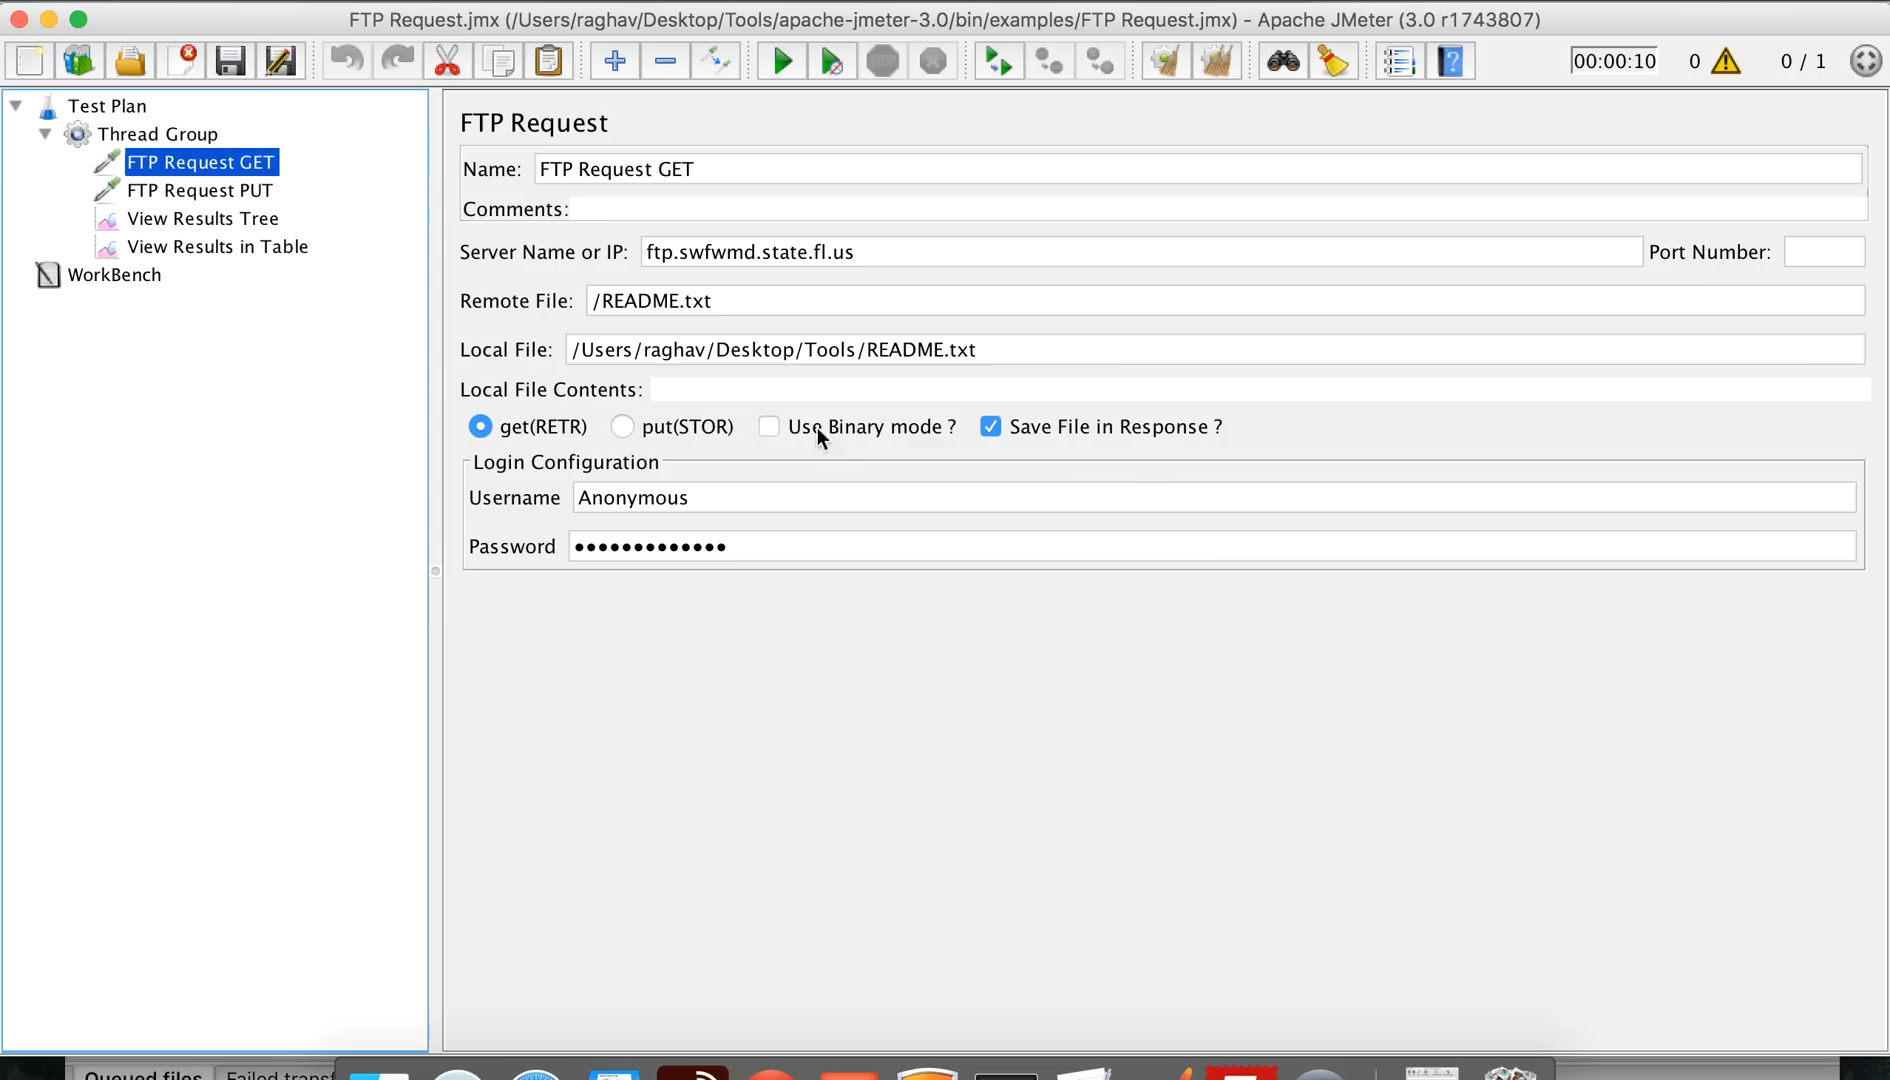 FTP Request.jmx (/Users/raghav/Desktop/Tools/apache-jmeter-3.0/bin/examples/FTP Request.jmx) - Apache JMeter (3.0 r1743807)
00:00:10 0 0 / 1
Test Plan
Thread Group
FTP Request GET
FTP Request PUT
View Results Tree
View Results in Table
WorkBench
FTP Request
Name: FTP Request GET
Comments:
Server Name or IP: ftp.swfwmd.state.fl.us Port Number:
Remote File: /README.txt
Local File: /Users/raghav/Desktop/Tools/README.txt
Local File Contents:
get(RETR) put(STOR) Use Binary mode ? Save File in Response ?
Login Configuration
Username Anonymous
Password •••••••••••••
Queued files Failed transf